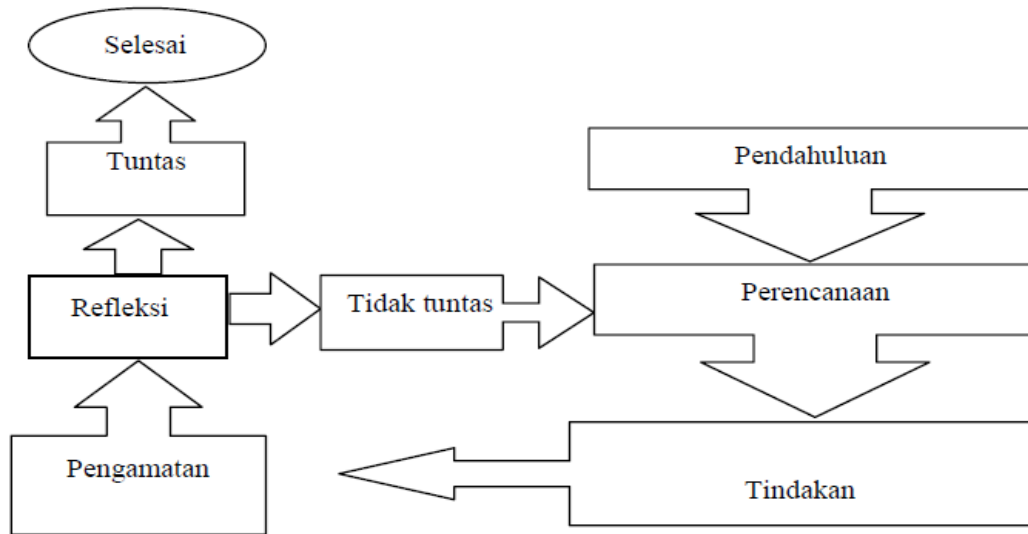 Selesai
Tuntas
Pendahuluan
Refleksi
Tidak tuntas
Perencanaan
Pengamatan
Tindakan